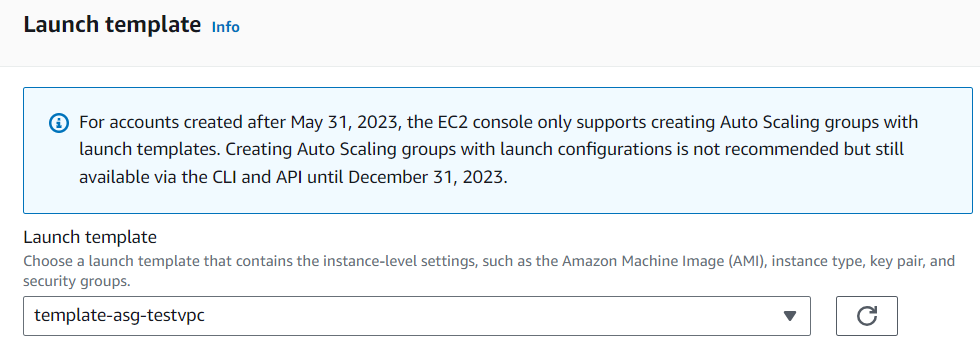 Launch template Info
For accounts created after May 31, 2023, the EC2 console only supports creating Auto Scaling groups with
launch templates. Creating Auto Scaling groups with launch configurations is not recommended but still
available via the CLI and API until December 31, 2023.
Launch template
Choose a launch template that contains the instance-level settings, such as the Amazon Machine Image (AMI), instance type, key pair, and
security groups.
template-asg-testvpc